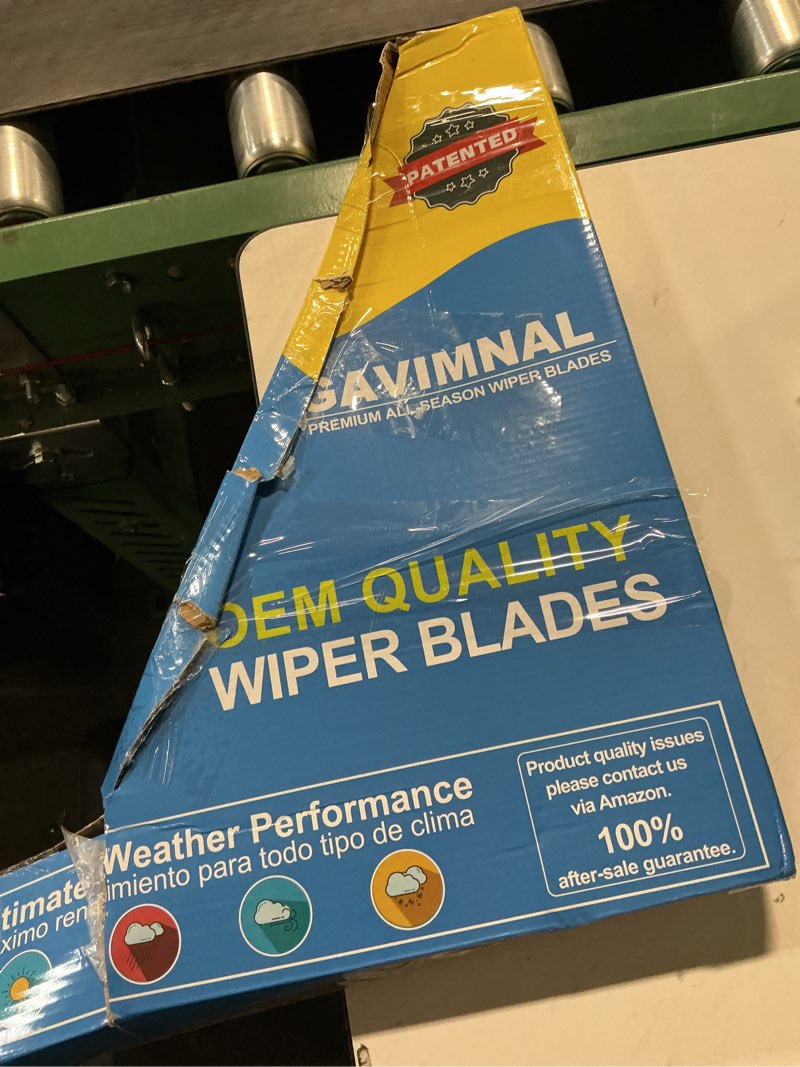 PATENTED
GAVIMNAL
PREMIUM ALL-SEASON WIPER BLADES
OEM QUALITY
WIPER BLADES
timate Weather Performance
ximo ren imiento para todo tipo de clima
Product quality issues
please contact us
via Amazon.
100%
after-sale guarantee.